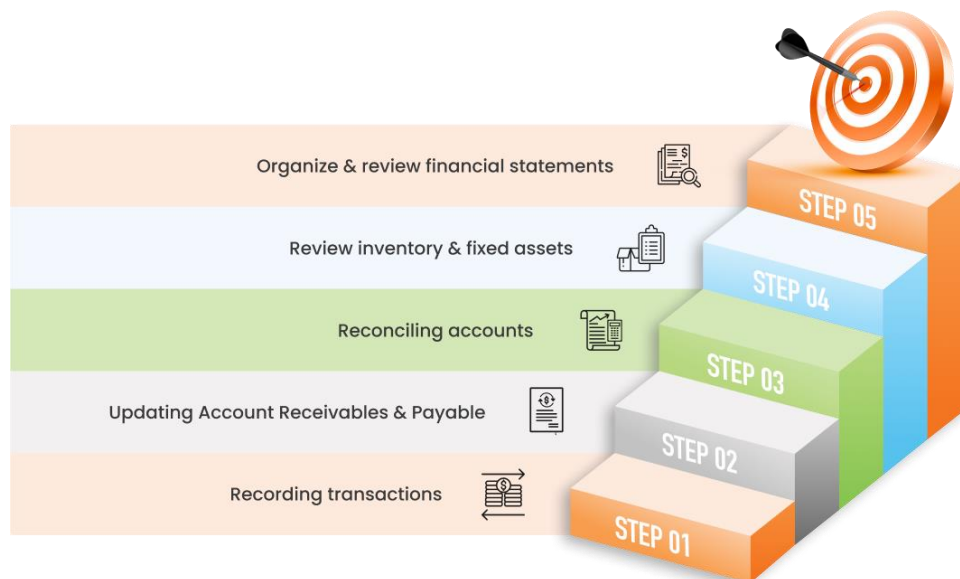 Organize & review financial statements
STEP 05
Review inventory & fixed assets
STEP 04
Reconciling accounts
STEP 03
Updating Account Receivables & Payable
STEP 02
Recording transactions
STEP 01